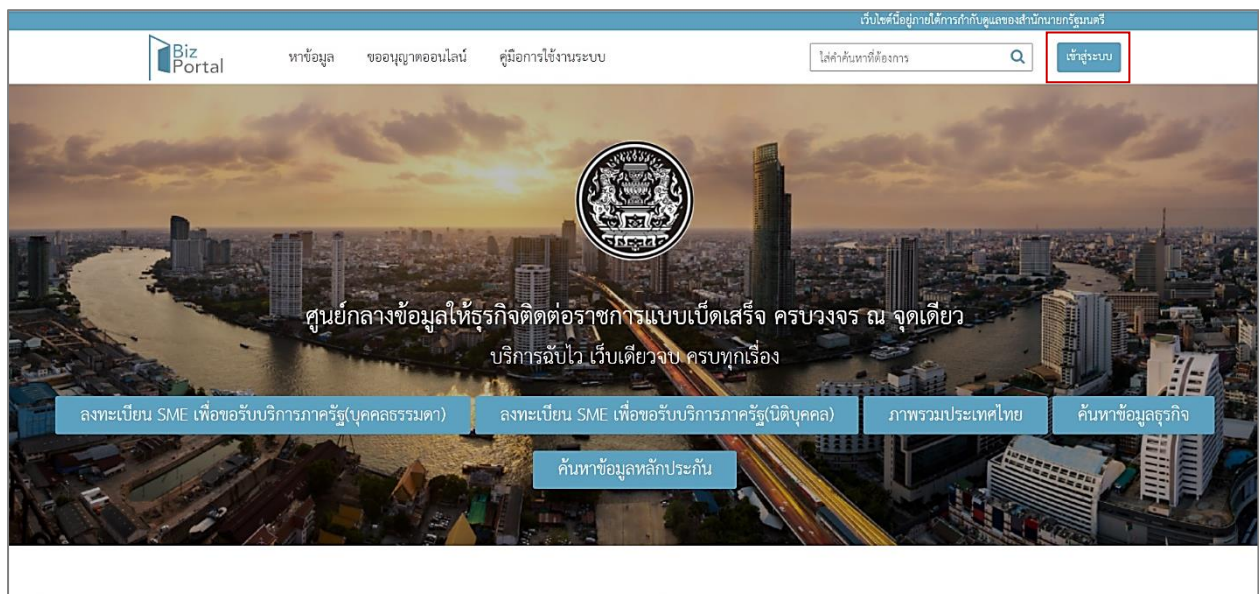 เว็บไซต์นี้อยู่ภายใต้การกำกับดูแลของสำนักนายกรัฐมนตรี
Biz
Portal
หาข้อมูล ขออนุญาตออนไลน์ คู่มือการใช้งานระบบ ใส่คำค้นหาที่ต้องการ เข้าสู่ระบบ
ศูนย์กลางข้อมูลให้ธุรกิจติดต่อราชการแบบเบ็ดเสร็จ ครบวงจร ณ จุดเดียว
บริการฉับไว เว็บเดียวจบ ครบทุกเรื่อง
ลงทะเบียน SME เพื่อขอรับบริการภาครัฐ(บุคคลธรรมดา) ลงทะเบียน SME เพื่อขอรับบริการภาครัฐ(นิติบุคคล) ภาพรวมประเทศไทย ค้นหาข้อมูลธุรกิจ
ค้นหาข้อมูลหลักประกัน